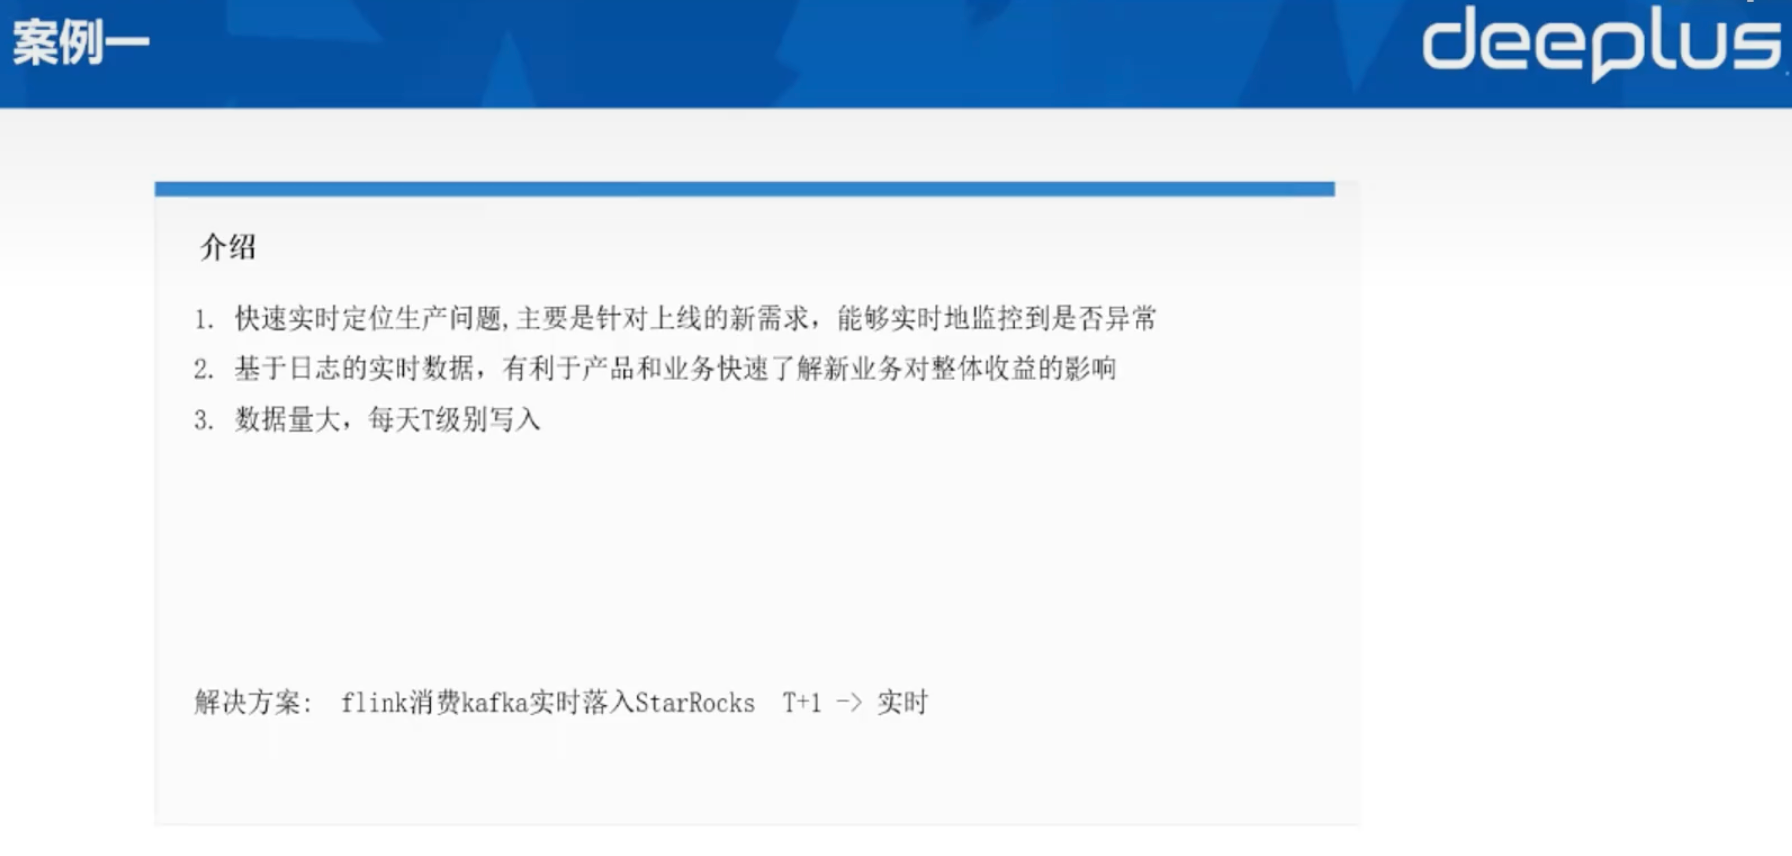 案例一
deeplus
介绍
1. 快速实时定位生产问题,主要是针对上线的新需求，能够实时地监控到是否异常
2. 基于日志的实时数据，有利于产品和业务快速了解新业务对整体收益的影响
3. 数据量大，每天T级别写入
解决方案: flink消费kafka实时落入StarRocks T+1 -> 实时